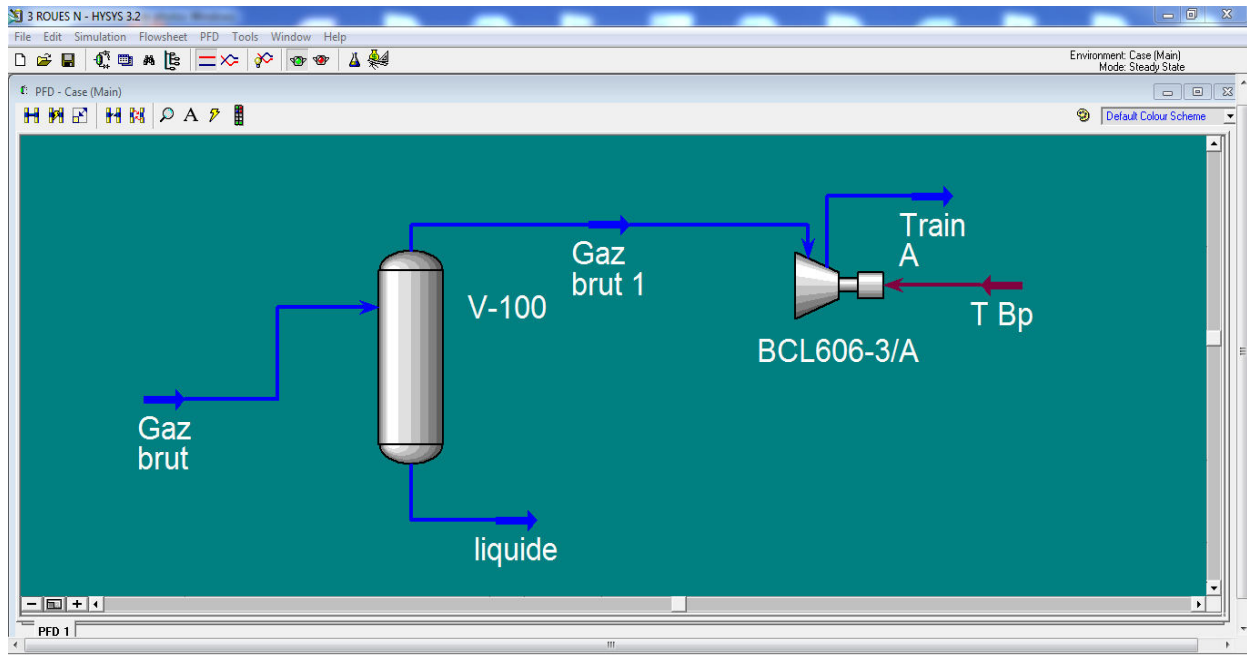 3 ROUES N - HYSYS 3.2
File Edit Simulation Flowsheet PFD Tools Window Help
Environment: Case (Main)
Mode: Steady State
PFD - Case (Main)
A
Default Colour Scheme
Train
A
Gaz
brut 1
V-100
T Bp
BCL606-3/A
Gaz
brut
liquide
PFD 1